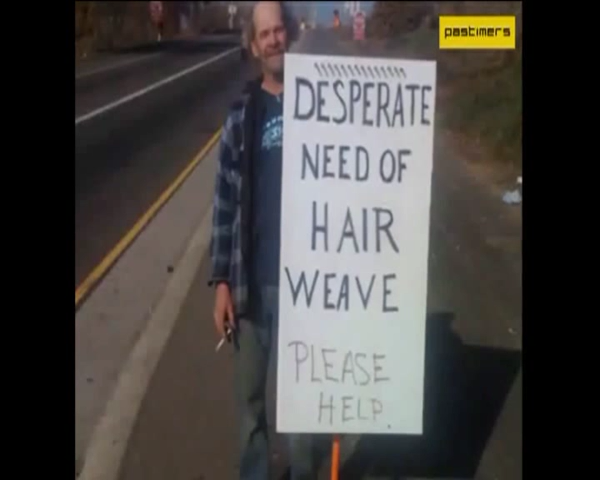 pastimers
DESPERATE
NEED OF
HAIR
WEAVE
PLEASE
HELP.